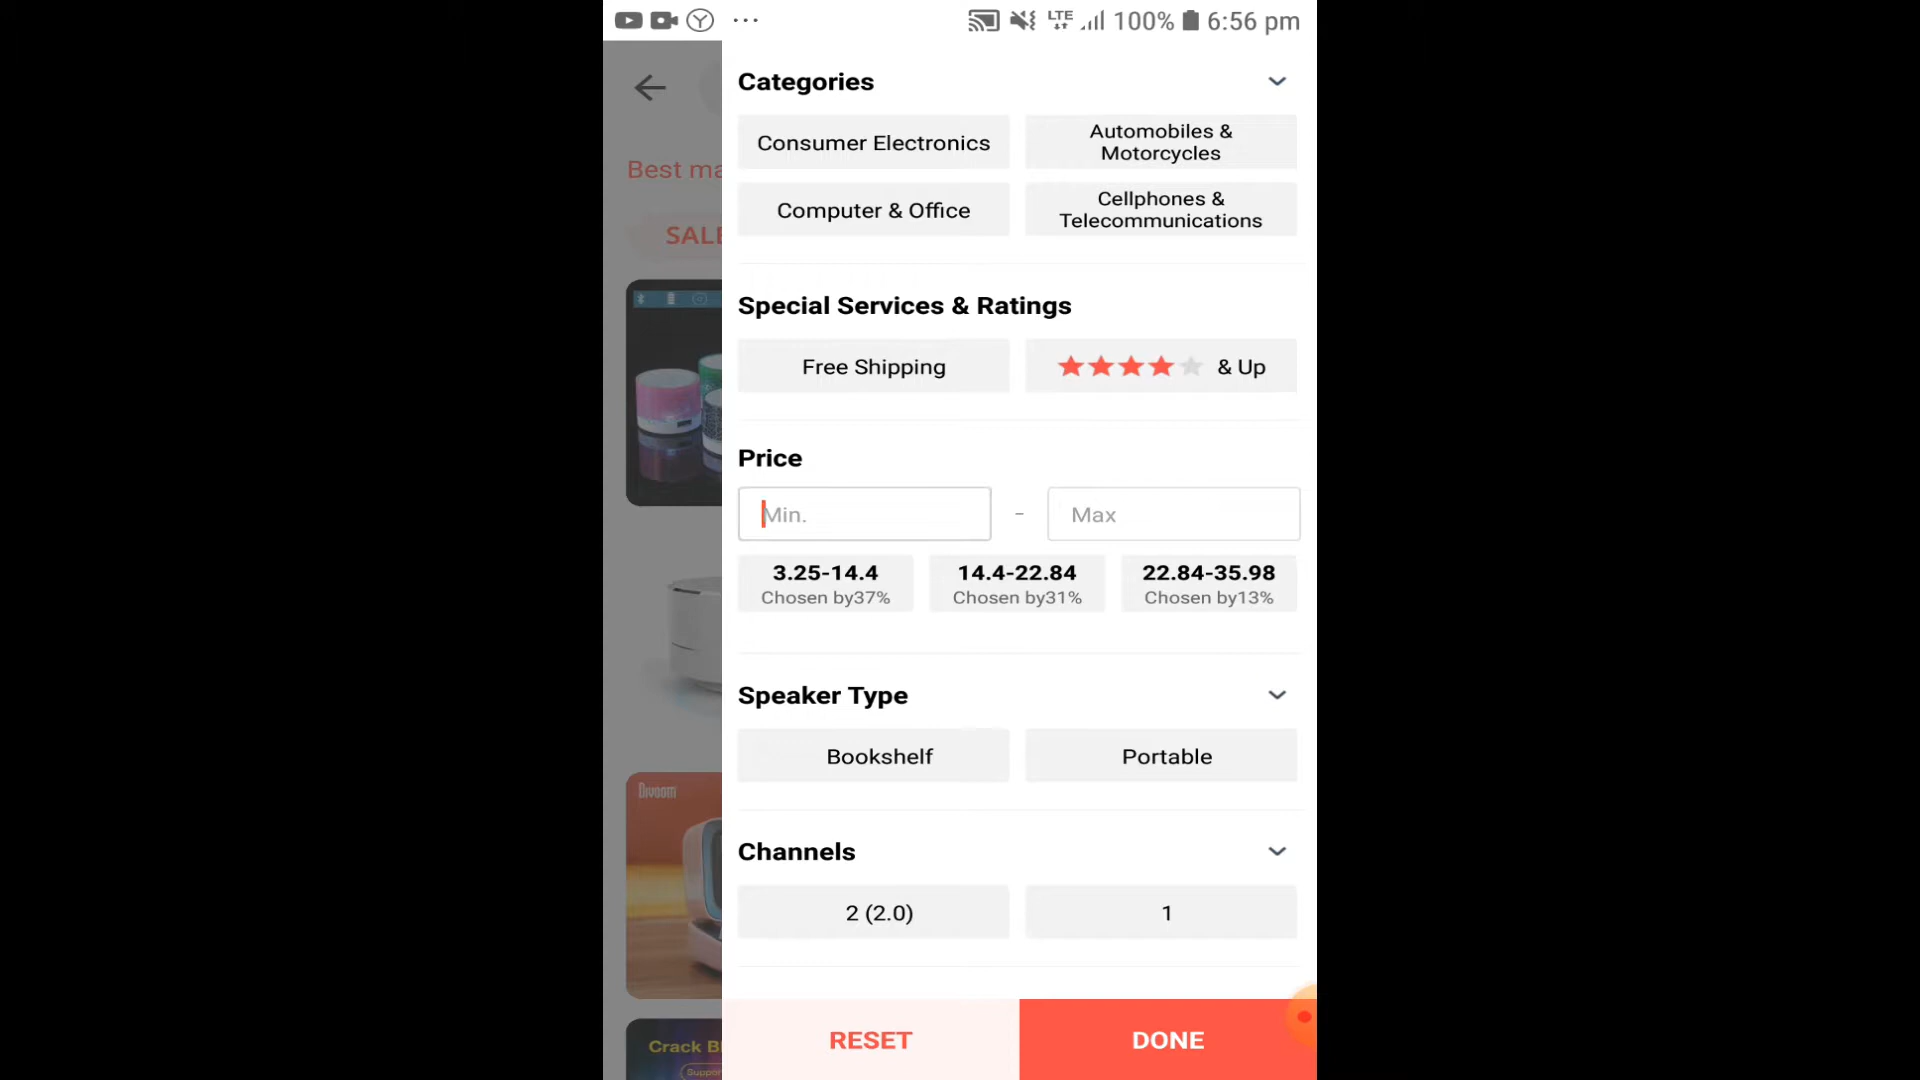 100% 6:56 pm
LTE
Categories
Consumer Electronics
Automobiles &
Motorcycles
Computer & Office
Cellphones &
Telecommunications
Special Services & Ratings
Free Shipping
& Up
Price
Min.
-
Max
3.25-14.4
Chosen by37%
14.4-22.84
Chosen by31%
22.84-35.98
Chosen by13%
Speaker Type
Bookshelf
Portable
Channels
2 (2.0)
1
RESET
DONE
Best ma
SALE
Divoom
Crack B
Suppor